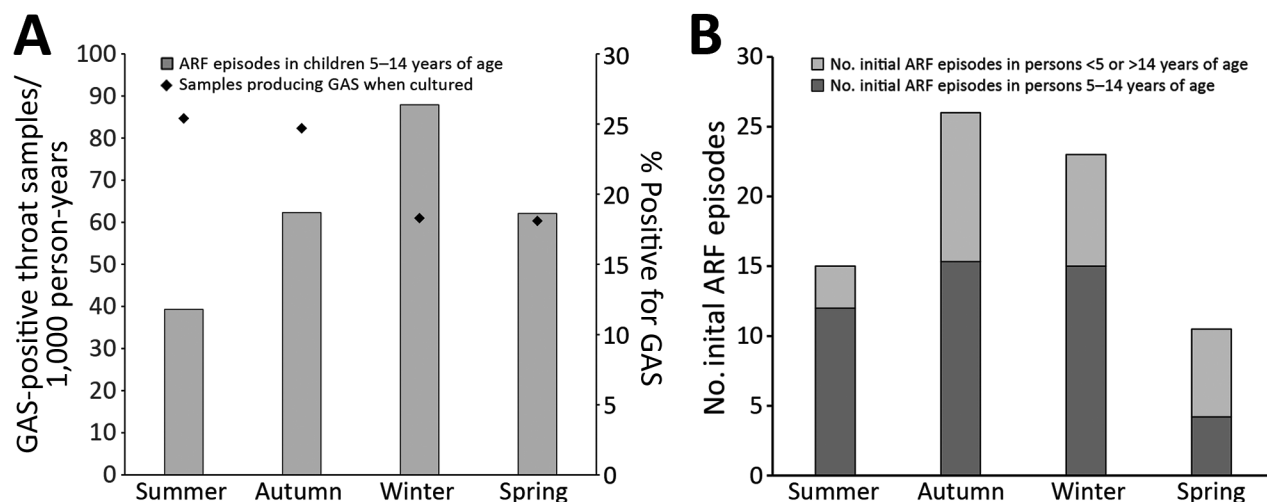 A
GAS-positive throat samples/
1,000 person-years
100
90
80
70
60
50
40
30
20
10
0
ARF episodes in children 5–14 years of age
Samples producing GAS when cultured
30
25
20
15
10
5
0
% Positive for GAS
Summer Autumn Winter Spring
B
No. inital ARF episodes
30
25
20
15
10
5
0
No. initial ARF episodes in persons <5 or >14 years of age
No. initial ARF episodes in persons 5–14 years of age
Summer Autumn Winter Spring